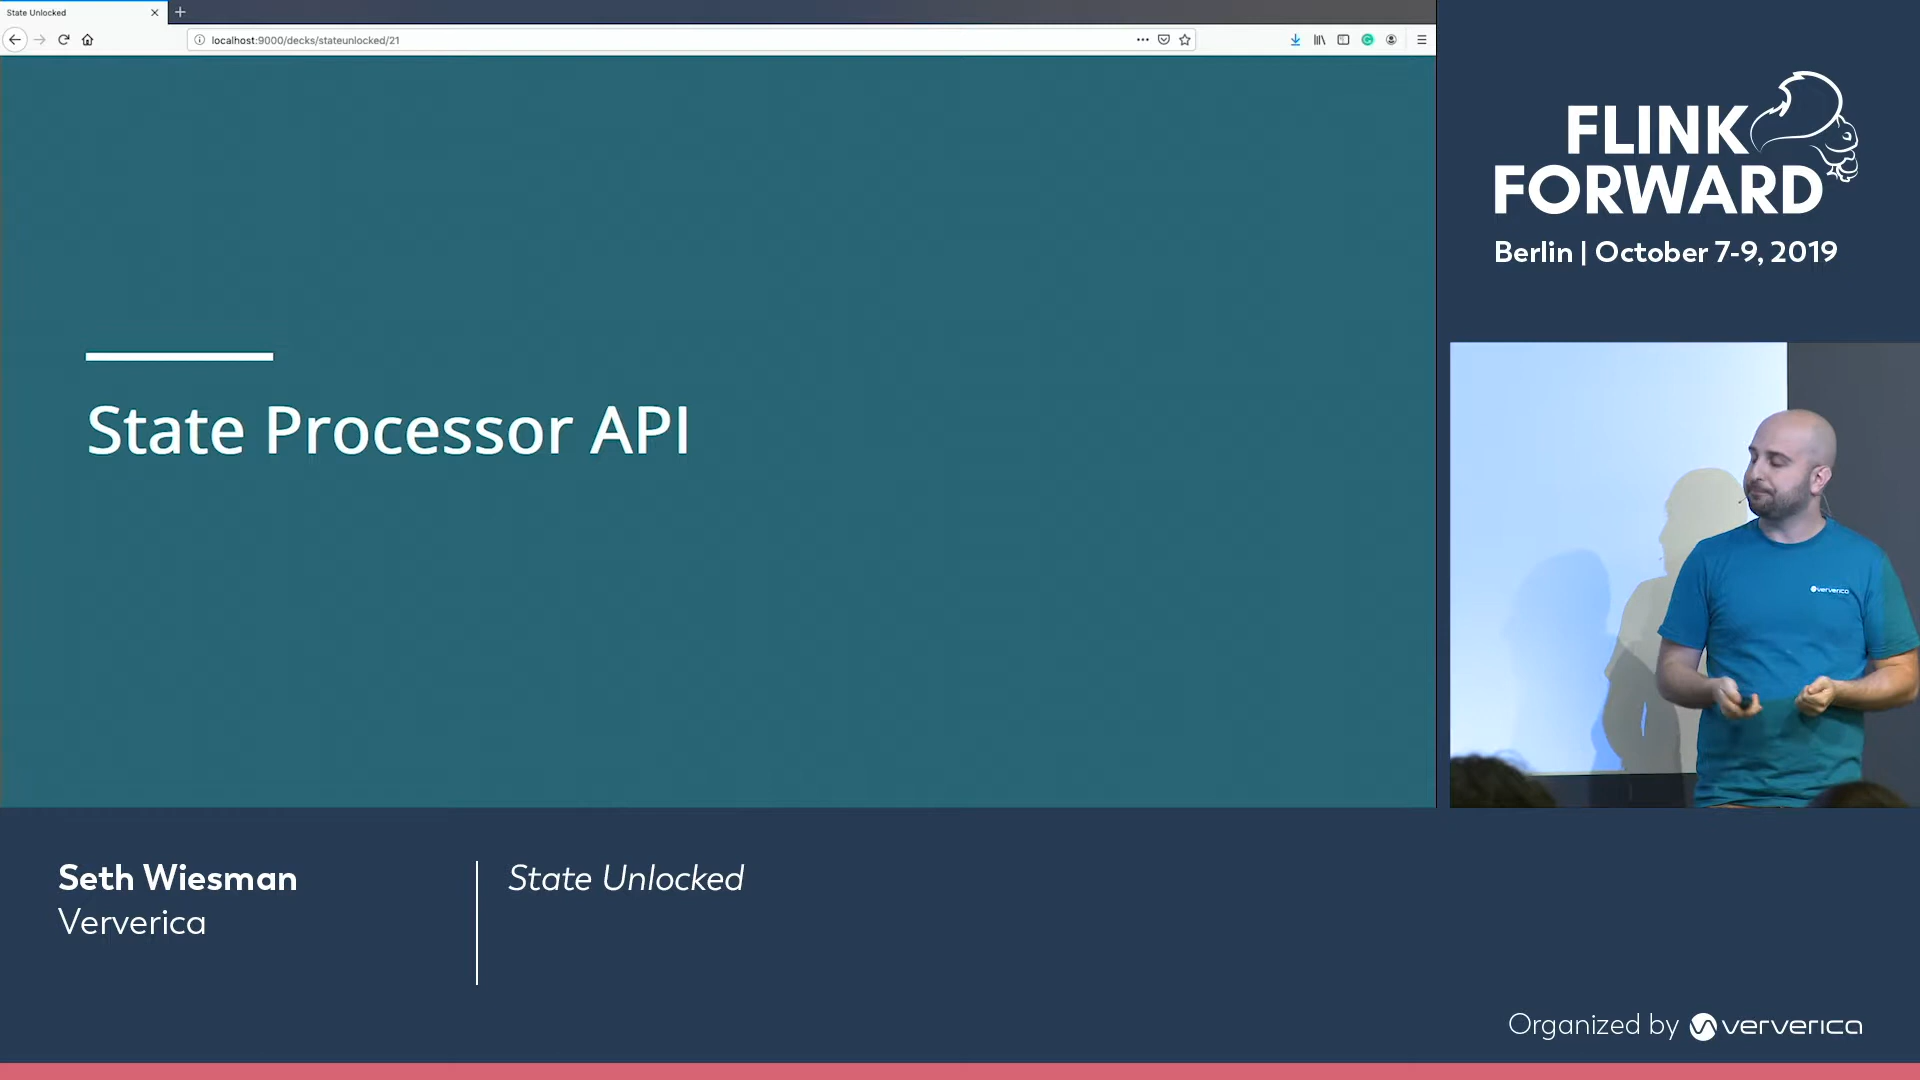 State Unlocked
localhost:9000/decks/stateunlocked/21
State Processor API
FLINK
FORWARD
Berlin | October 7-9, 2019
ververica
Seth Wiesman
Ververica
State Unlocked
Organized by ververica